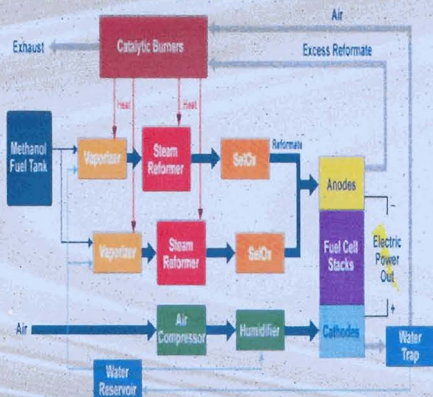 Air
Exhaust
Catalytic Burners
Excess Reformate
Heat
Heat
Methanol
Fuel Tank
Vaporizer
Steam
Reformer
SelOx
Reformate
Anodes
Vaporizer
Steam
Reformer
SelOx
Fuel Cell
Stacks
−
Electric
Power
Out
+
Air
Air
Compressor
Humidifier
Cathodes
Water
Trap
Water
Reservoir